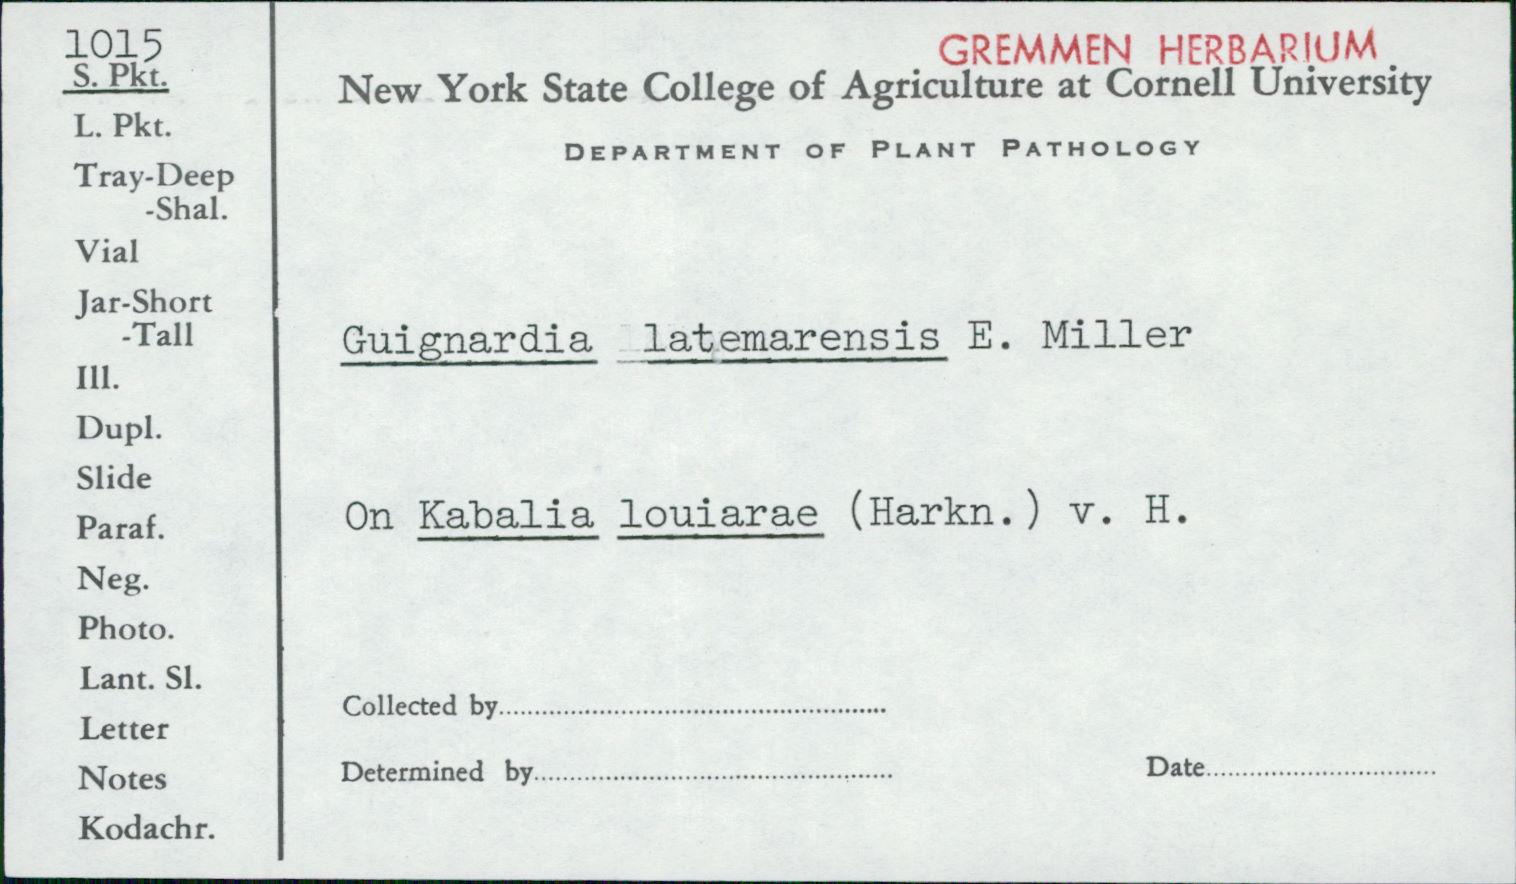 1015
S. Pkt.
L. Pkt.
Tray-Deep
-Shal.
Vial
Jar-Short
-Tall
Ill.
Dupl.
Slide
Paraf.
Neg.
Photo.
Lant. Sl.
Letter
Notes
Kodachr.
GREMMEN HERBARIUM
New York State College of Agriculture at Cornell University
DEPARTMENT OF PLANT PATHOLOGY
Guignardia latemarensis E. Miller
On Kabalia louiarae (Harkn.) v. H.
Collected by
Determined by
Date